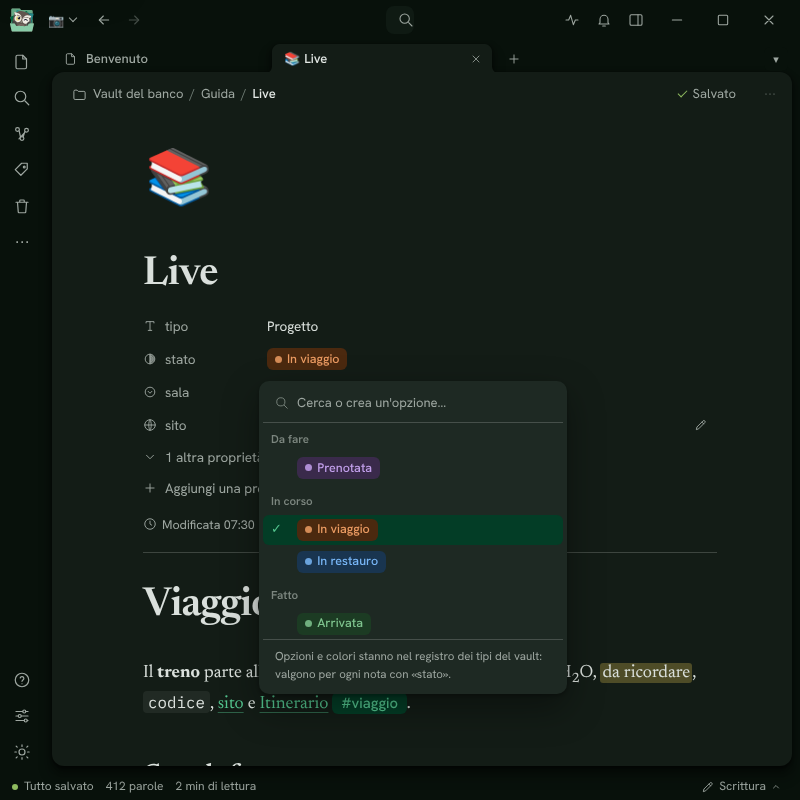 Benvenuto
Live
Vault del banco / Guida / Live
Salvato
Live
tipo Progetto
stato In viaggio
sala
sito
1 altra propriet
Aggiungi una pr
Modificata 07:30
Cerca o crea un'opzione...
Da fare
Prenotata
In corso
✓ In viaggio
In restauro
Fatto
Arrivata
Opzioni e colori stanno nel registro dei tipi del vault:
valgono per ogni nota con «stato».
Viaggi
Il treno parte al H₂O, da ricordare,
codice, sito e Itinerario #viaggio.
Tutto salvato 412 parole 2 min di lettura
Scrittura